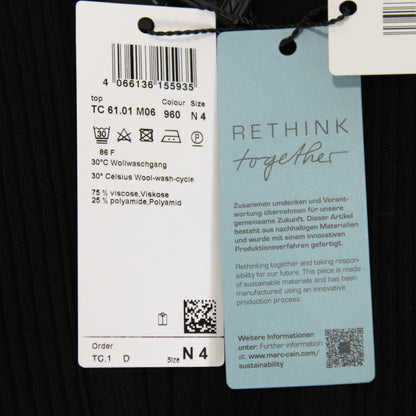 4 066136 155935
top Colour Size
TC 61.01 M06 960 N 4
30 P
86 F
30°C Wollwaschgang
30° Celsius Wool-wash-cycle
75 % viscose,Viskose
25 % polyamide,Polyamid
Order
TC.1 D Size N 4
RETHINK
together
Zusammen umdenken und Verant-
wortung übernehmen für unsere
gemeinsame Zukunft. Dieser Artikel
besteht aus nachhaltigen Materialien
und wurde mit einem innovativen
Produktionsverfahren gefertigt.
Rethinking together and taking respon-
sibility for our future. This piece is made
of sustainable materials and has been
manufactured using an innovative
production process.
Weitere Informationen
unter: Further information at:
www.marc-cain.com/
sustainability